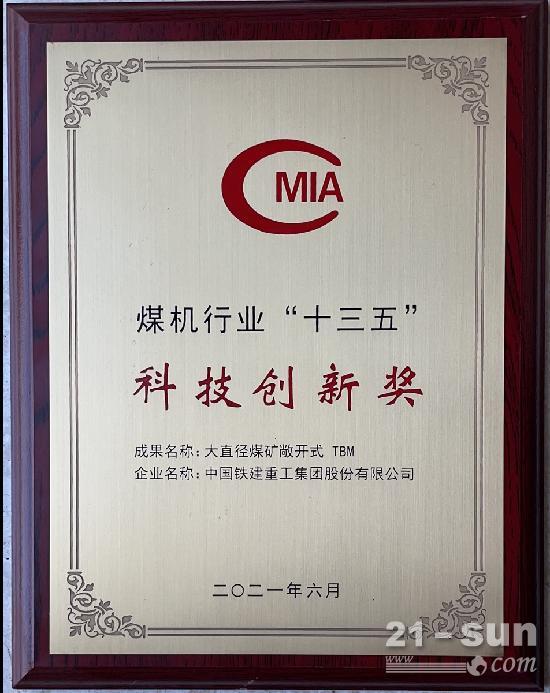 CMIA
煤机行业“十三五”
科技创新奖
成果名称：大直径煤矿敞开式 TBM
企业名称：中国铁建重工集团股份有限公司
二〇二一年六月
21-sun
www.com